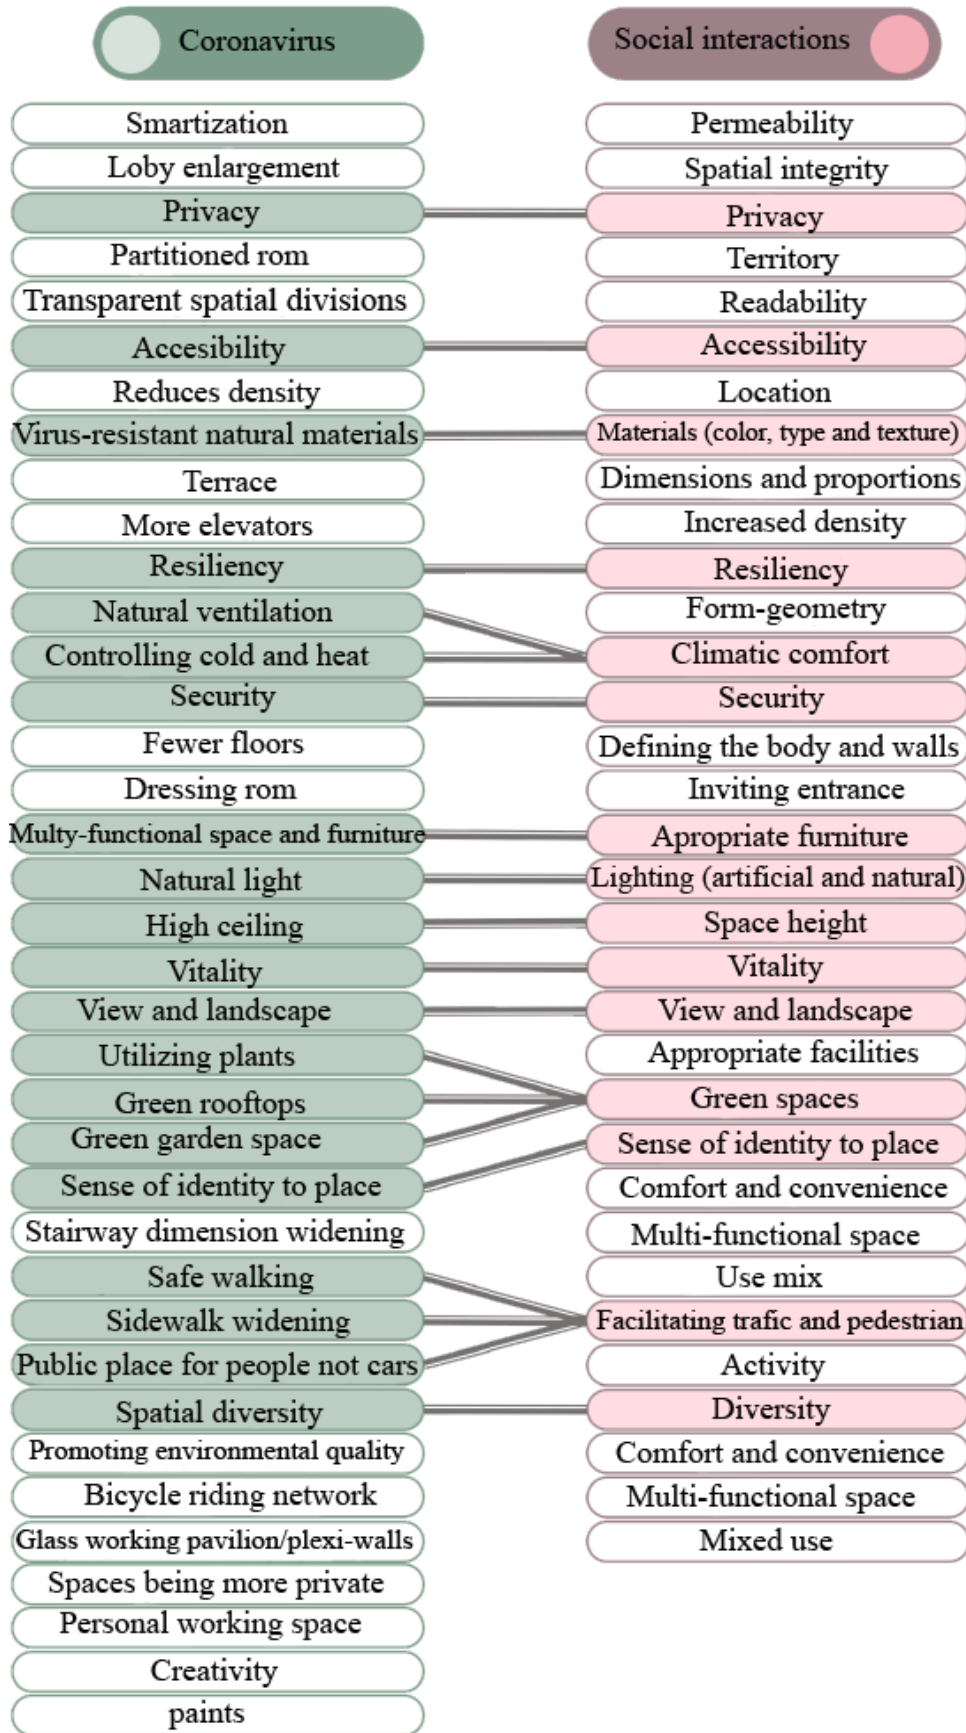 Coronavirus
Smartization
Loby enlargement
Privacy
Partitioned rom
Transparent spatial divisions
Accesibility
Reduces density
Virus-resistant natural materials
Terrace
More elevators
Resiliency
Natural ventilation
Controlling cold and heat
Security
Fewer floors
Dressing rom
Multy-functional space and furniture
Natural light
High ceiling
Vitality
View and landscape
Utilizing plants
Green rooftops
Green garden space
Sense of identity to place
Stairway dimension widening
Safe walking
Sidewalk widening
Public place for people not cars
Spatial diversity
Promoting environmental quality
Bicycle riding network
Glass working pavilion/plexi-walls
Spaces being more private
Personal working space
Creativity
paints
Social interactions
Permeability
Spatial integrity
Privacy
Territory
Readability
Accessibility
Location
Materials (color, type and texture)
Dimensions and proportions
Increased density
Resiliency
Form-geometry
Climatic comfort
Security
Defining the body and walls
Inviting entrance
Apropriate furniture
Lighting (artificial and natural)
Space height
Vitality
View and landscape
Appropriate facilities
Green spaces
Sense of identity to place
Comfort and convenience
Multi-functional space
Use mix
Facilitating trafic and pedestrian
Activity
Diversity
Comfort and convenience
Multi-functional space
Mixed use